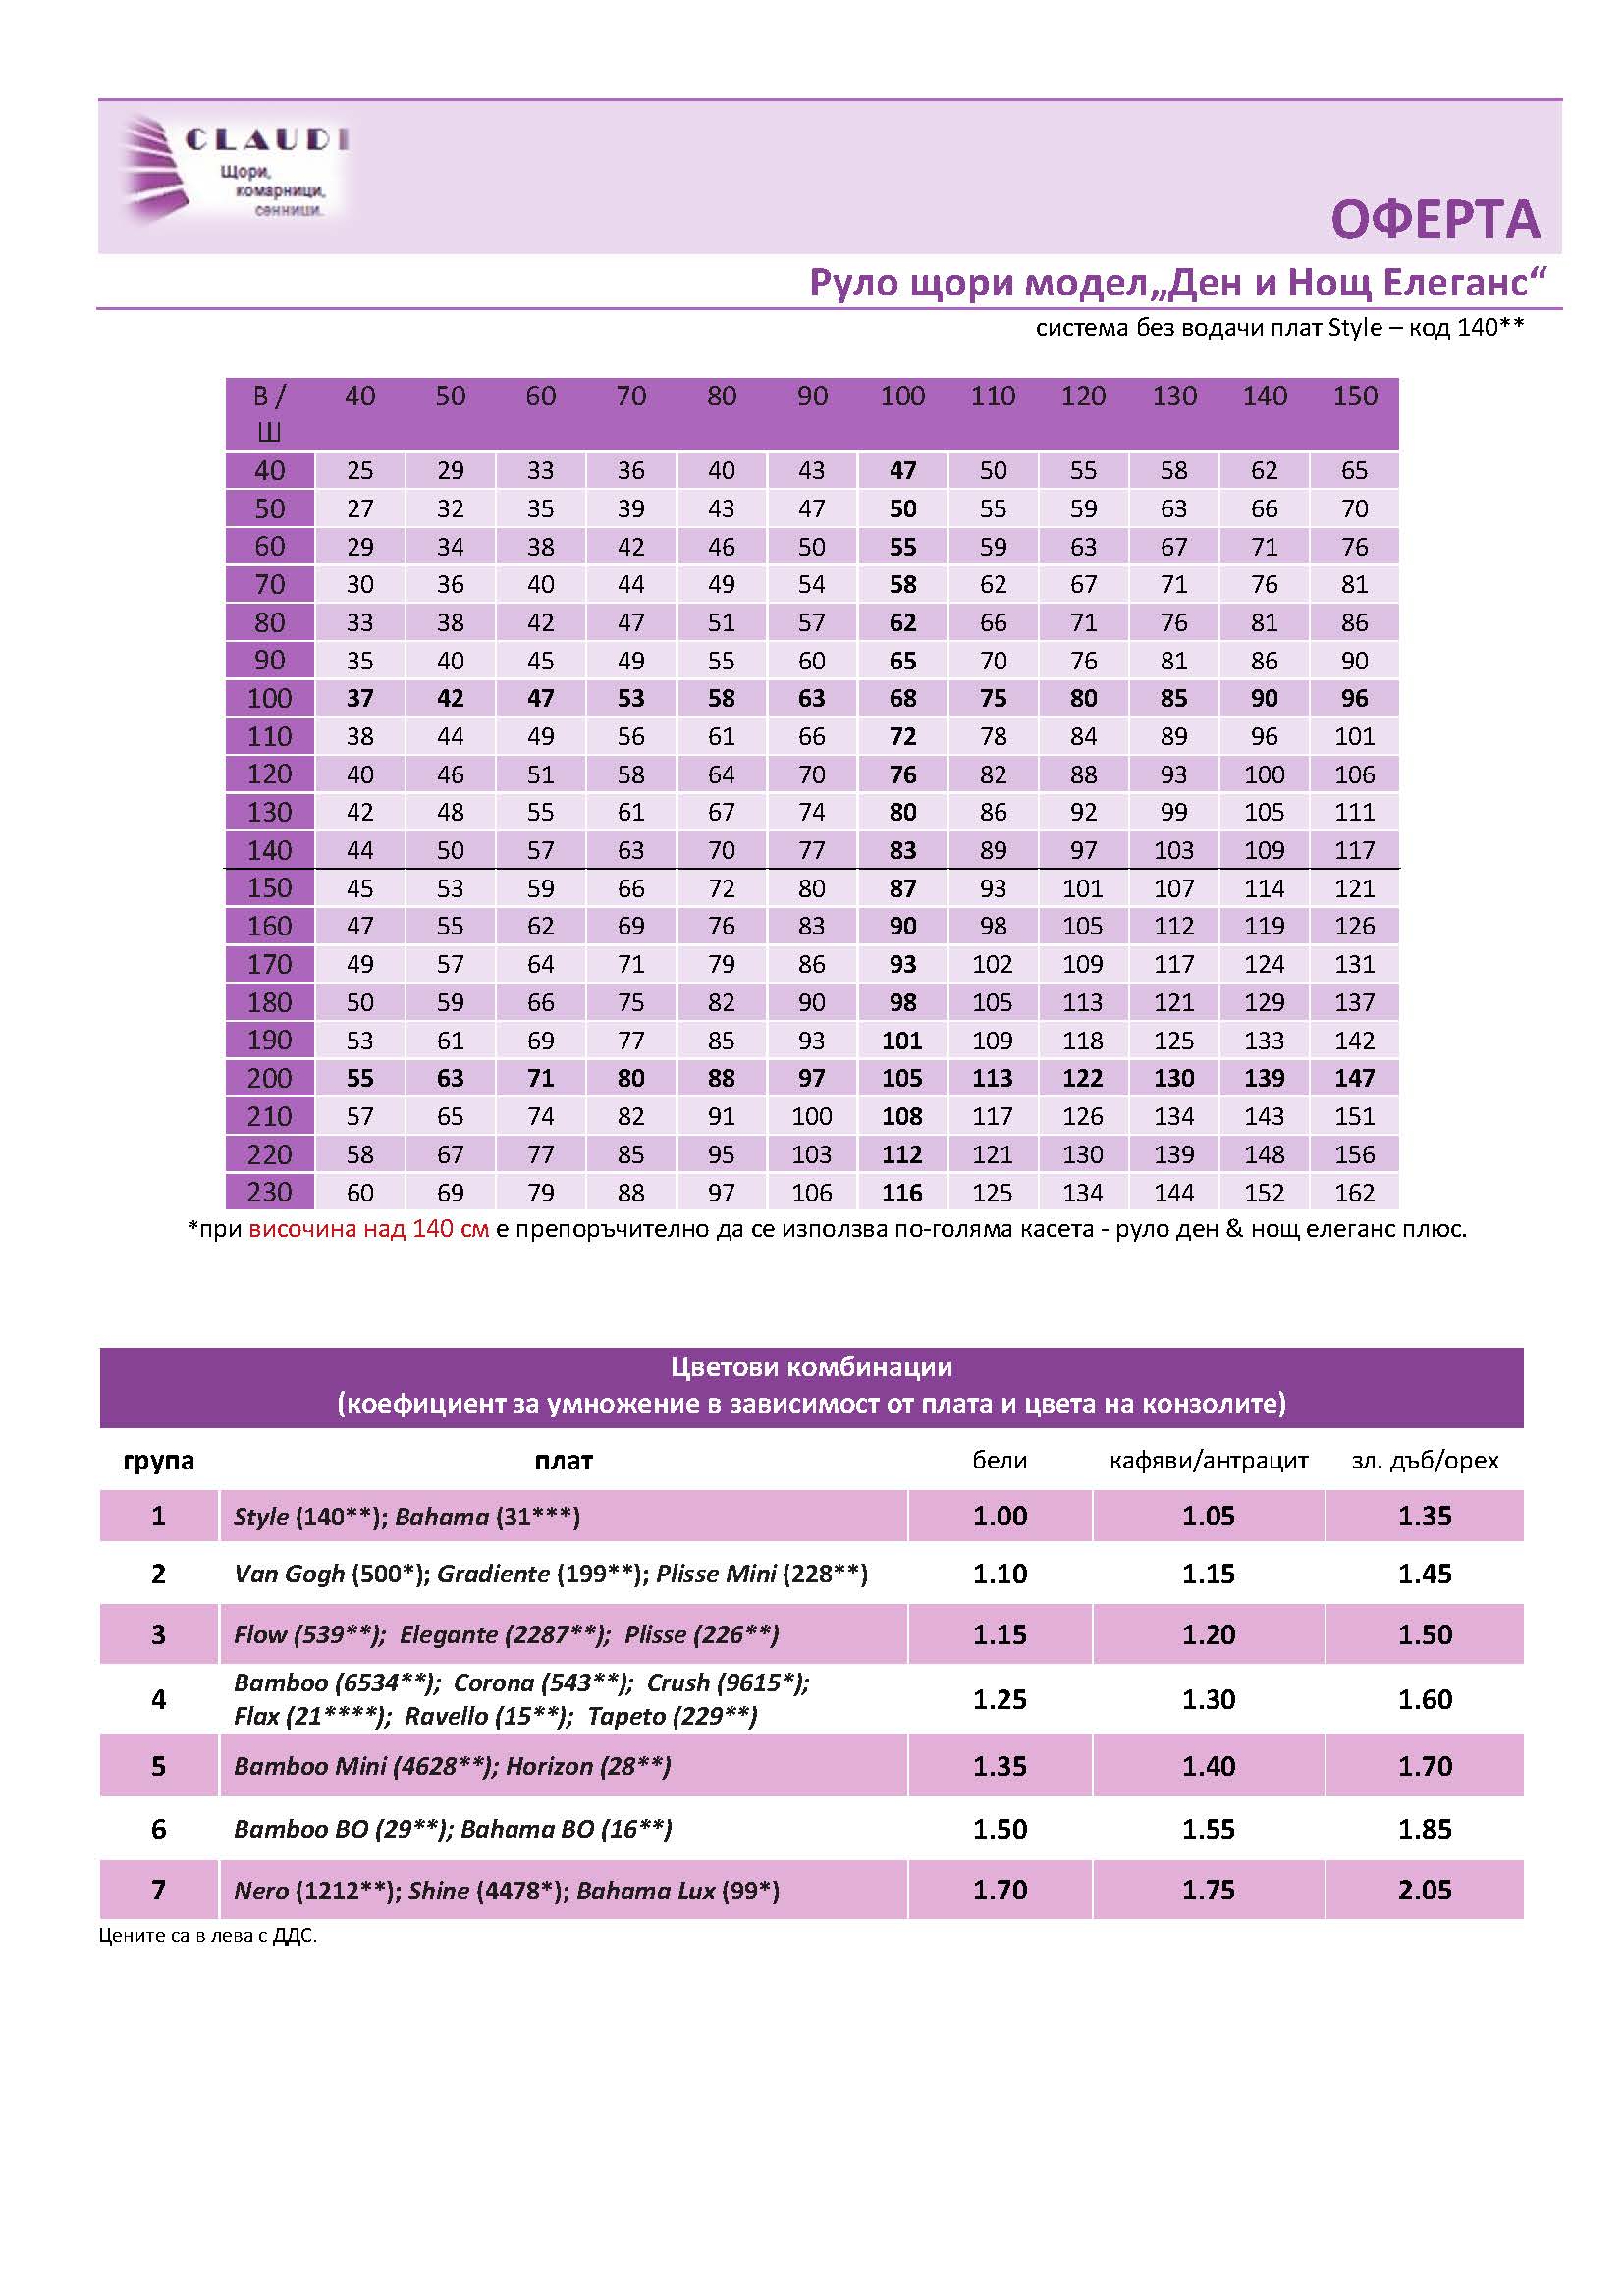 CLAUDI
Щори,
комарници,
сенници.
ОФЕРТА
Руло щори модел„Ден и Нощ Елеганс“
система без водачи плат Style – код 140**
В / 40 50 60 70 80 90 100 110 120 130 140 150
Ш
40 25 29 33 36 40 43 47 50 55 58 62 65
50 27 32 35 39 43 47 50 55 59 63 66 70
60 29 34 38 42 46 50 55 59 63 67 71 76
70 30 36 40 44 49 54 58 62 67 71 76 81
80 33 38 42 47 51 57 62 66 71 76 81 86
90 35 40 45 49 55 60 65 70 76 81 86 90
100 37 42 47 53 58 63 68 75 80 85 90 96
110 38 44 49 56 61 66 72 78 84 89 96 101
120 40 46 51 58 64 70 76 82 88 93 100 106
130 42 48 55 61 67 74 80 86 92 99 105 111
140 44 50 57 63 70 77 83 89 97 103 109 117
150 45 53 59 66 72 80 87 93 101 107 114 121
160 47 55 62 69 76 83 90 98 105 112 119 126
170 49 57 64 71 79 86 93 102 109 117 124 131
180 50 59 66 75 82 90 98 105 113 121 129 137
190 53 61 69 77 85 93 101 109 118 125 133 142
200 55 63 71 80 88 97 105 113 122 130 139 147
210 57 65 74 82 91 100 108 117 126 134 143 151
220 58 67 77 85 95 103 112 121 130 139 148 156
230 60 69 79 88 97 106 116 125 134 144 152 162
*при височина над 140 см е препоръчително да се използва по-голяма касета - руло ден & нощ елеганс плюс.
Цветови комбинации
(коефициент за умножение в зависимост от плата и цвета на конзолите)
група плат бели кафяви/антрацит зл. дъб/орех
1 Style (140**); Bahama (31***) 1.00 1.05 1.35
2 Van Gogh (500*); Gradiente (199**); Plisse Mini (228**) 1.10 1.15 1.45
3 Flow (539**); Elegante (2287**); Plisse (226**) 1.15 1.20 1.50
4 Bamboo (6534**); Corona (543**); Crush (9615*); 1.25 1.30 1.60
Flax (21****); Ravello (15**); Tapeto (229**)
5 Bamboo Mini (4628**); Horizon (28**) 1.35 1.40 1.70
6 Bamboo BO (29**); Bahama BO (16**) 1.50 1.55 1.85
7 Nero (1212**); Shine (4478*); Bahama Lux (99*) 1.70 1.75 2.05
Цените са в лева с ДДС.